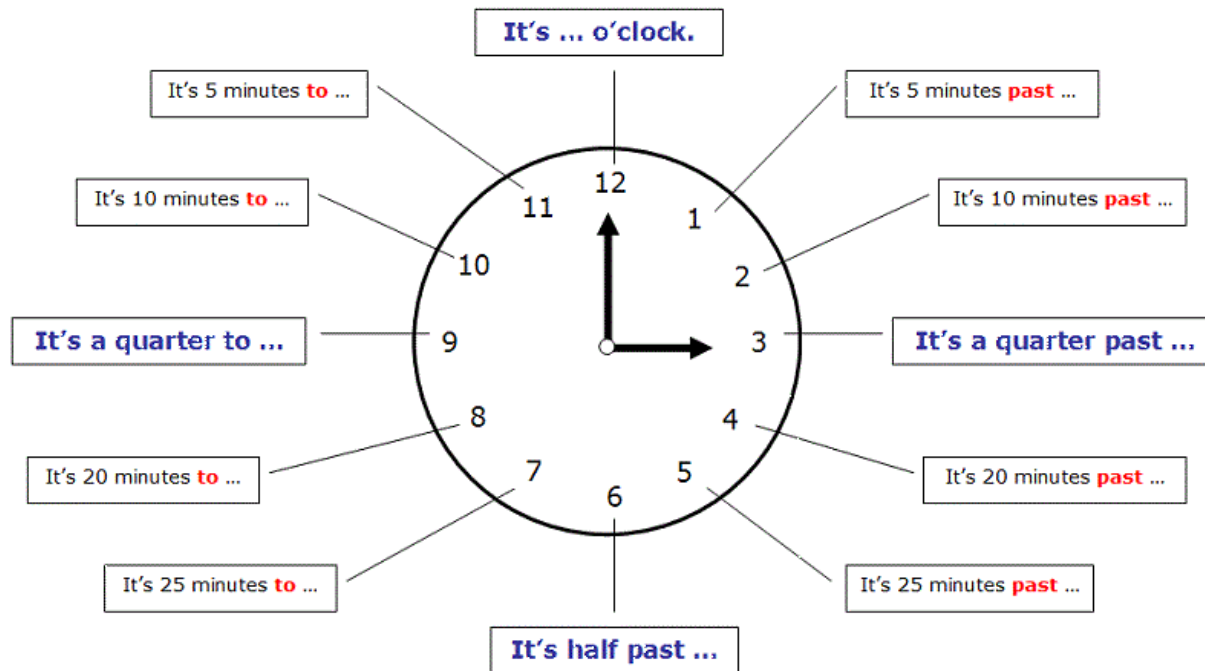 It's ... o'clock.
It's 5 minutes to ...
It's 5 minutes past ...
It's 10 minutes to ...
It's 10 minutes past ...
12
11
1
10
2
It's a quarter to ...
9
3
It's a quarter past ...
8
4
It's 20 minutes to ...
7
5
It's 20 minutes past ...
6
It's 25 minutes to ...
It's 25 minutes past ...
It's half past ...